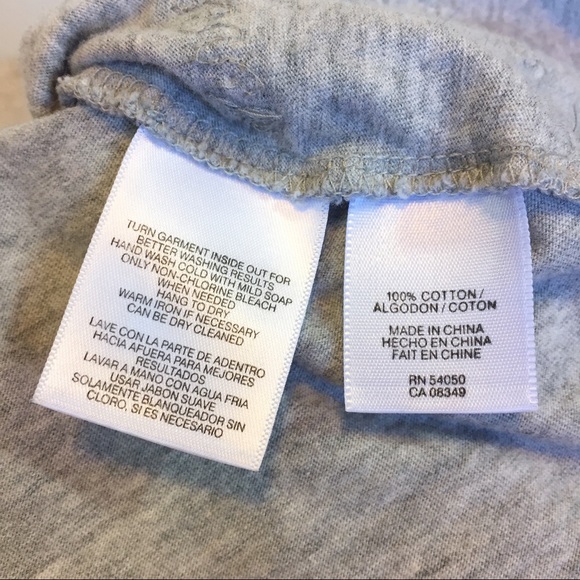 TURN GARMENT INSIDE OUT FOR
BETTER WASHING RESULTS
HAND WASH COLD WITH MILD SOAP
ONLY NON-CHLORINE BLEACH
WHEN NEEDED
HANG TO DRY
WARM IRON IF NECESSARY
CAN BE DRY CLEANED
LAVE CON LA PARTE DE ADENTRO
HACIA AFUERA PARA MEJORES
RESULTADOS
LAVAR A MANO CON AGUA FRIA
USAR JABON SUAVE
SOLAMENTE BLANQUEADOR SIN
CLORO, SI ES NECESARIO
100% COTTON /
ALGODON / COTON
MADE IN CHINA
HECHO EN CHINA
FAIT EN CHINE
RN 54050
CA 08349